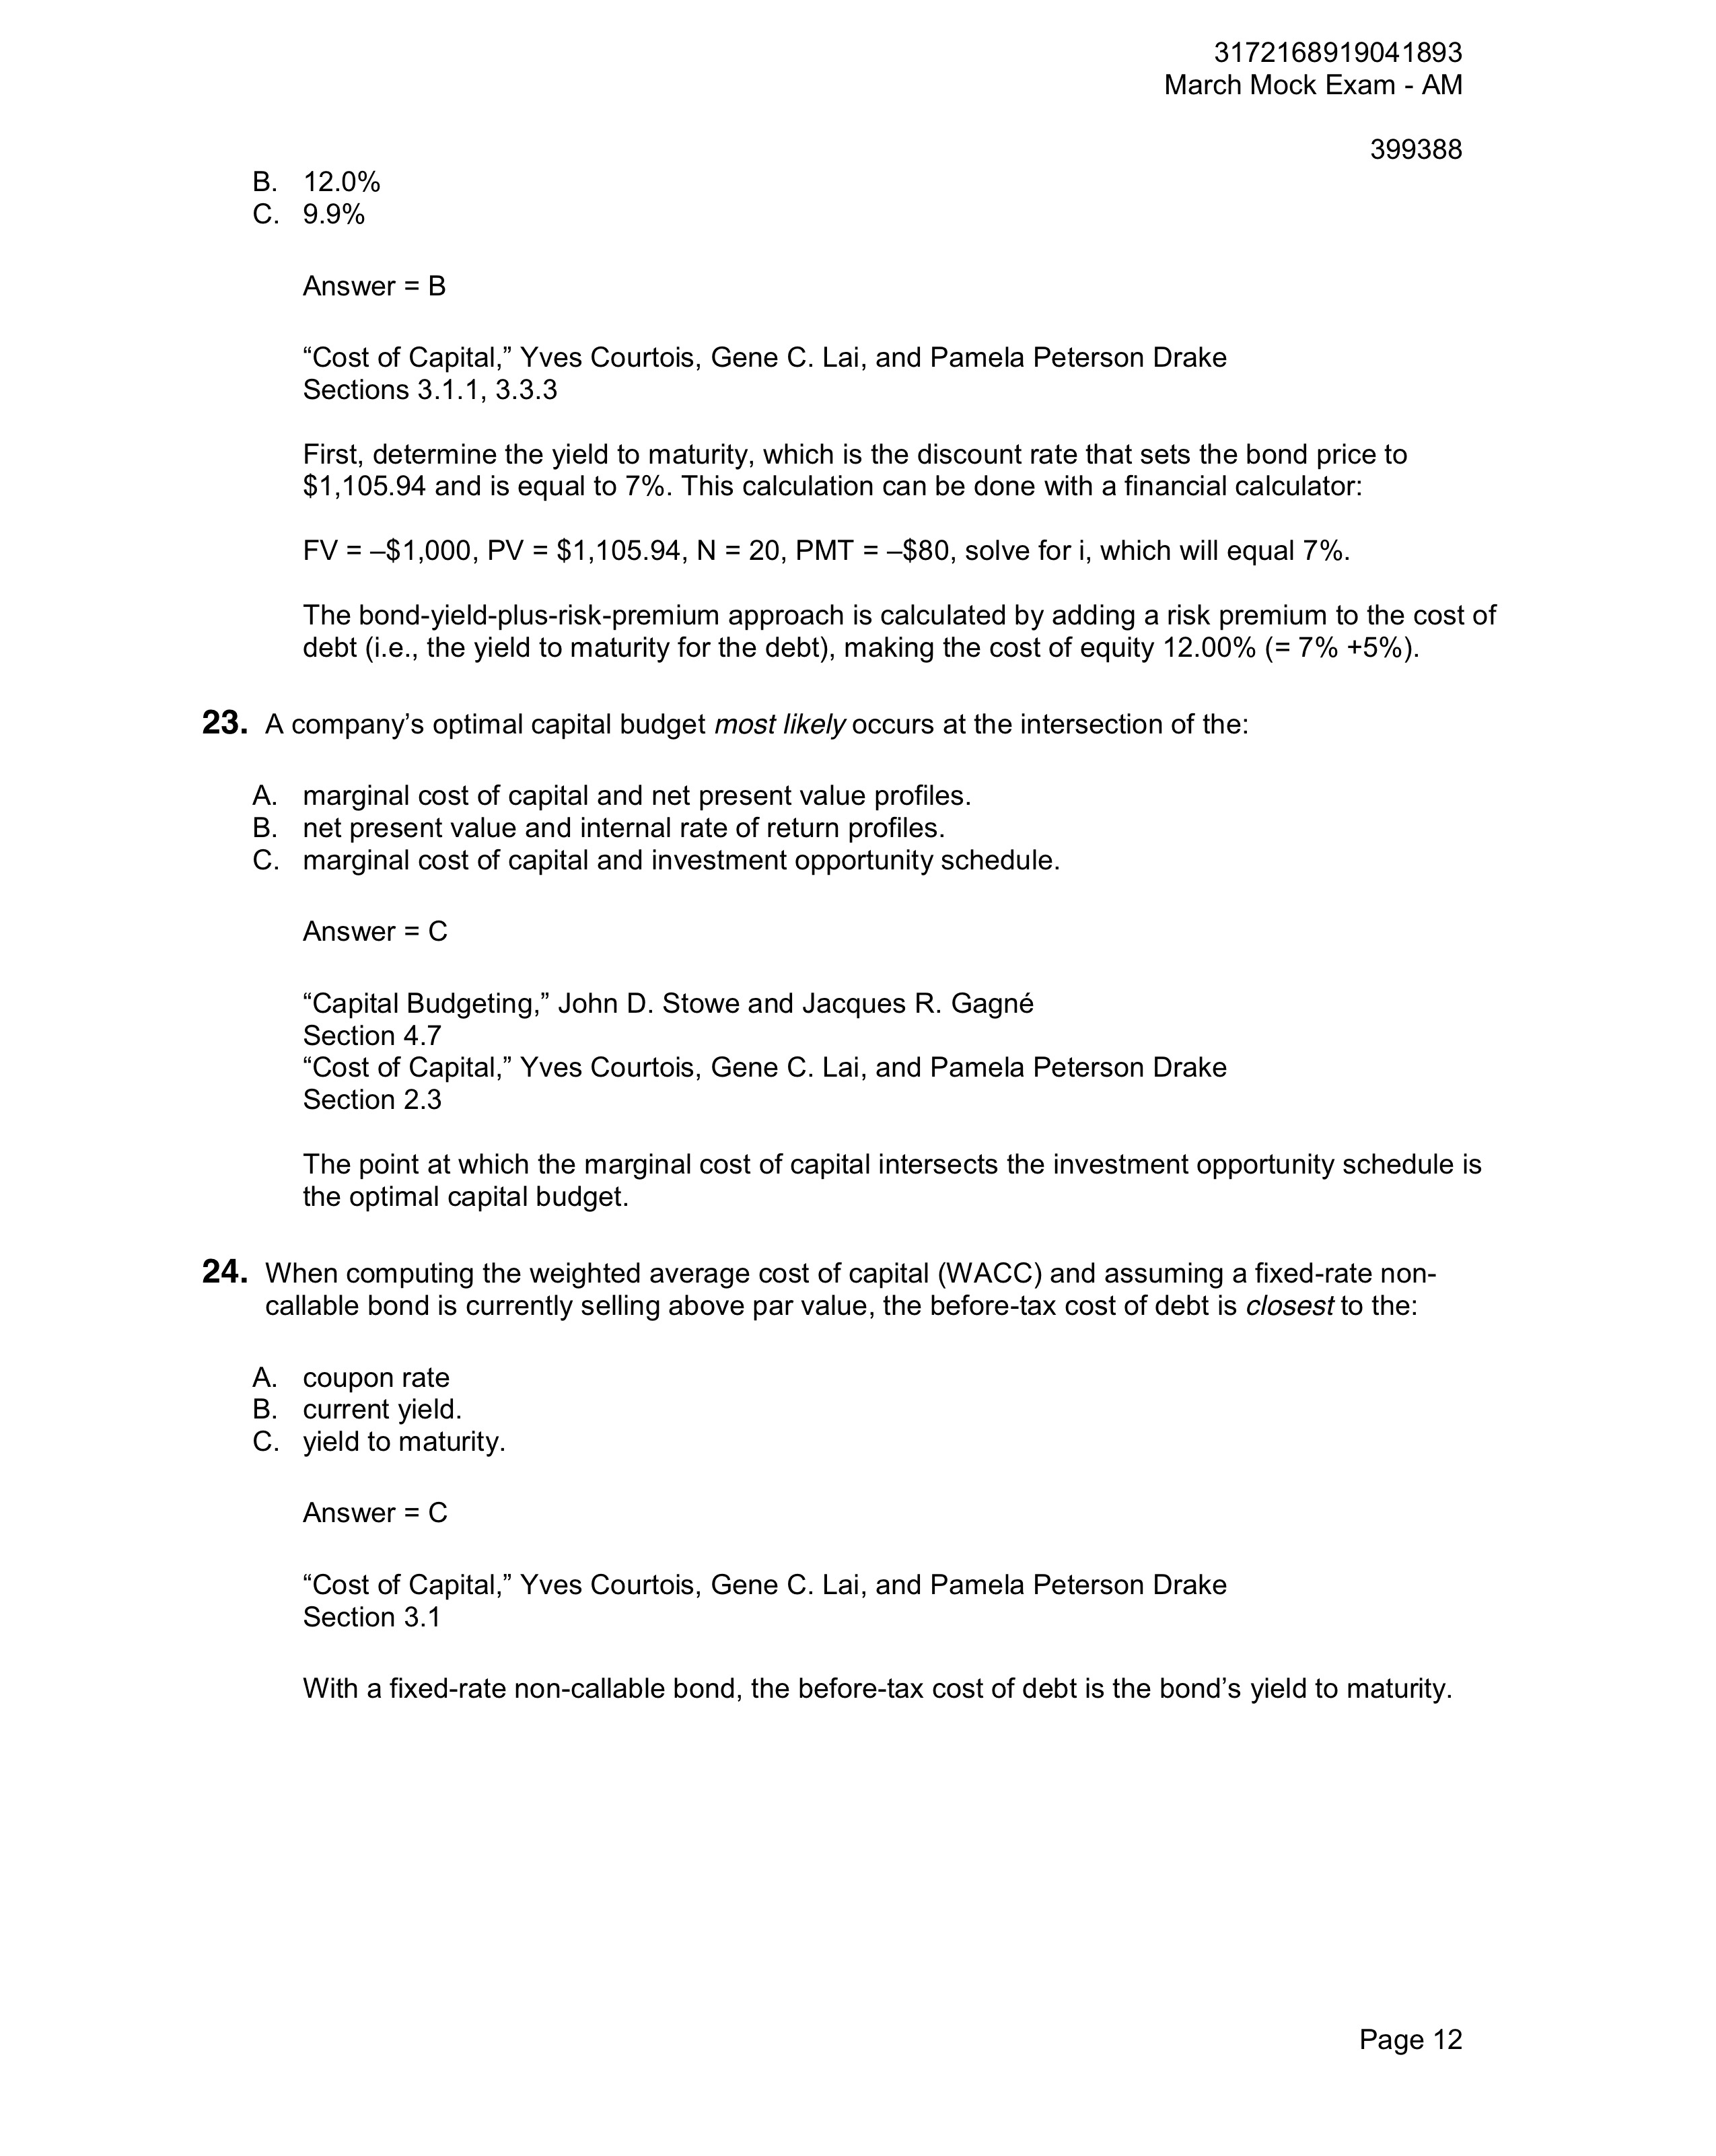 3172168919041893
March Mock Exam - AM
399388
B. 12.0%
C. 9.9%
Answer = B
“Cost of Capital,” Yves Courtois, Gene C. Lai, and Pamela Peterson Drake
Sections 3.1.1, 3.3.3
First, determine the yield to maturity, which is the discount rate that sets the bond price to
$1,105.94 and is equal to 7%. This calculation can be done with a financial calculator:
FV = –$1,000, PV = $1,105.94, N = 20, PMT = –$80, solve for i, which will equal 7%.
The bond-yield-plus-risk-premium approach is calculated by adding a risk premium to the cost of
debt (i.e., the yield to maturity for the debt), making the cost of equity 12.00% (= 7% +5%).
23. A company’s optimal capital budget most likely occurs at the intersection of the:
A. marginal cost of capital and net present value profiles.
B. net present value and internal rate of return profiles.
C. marginal cost of capital and investment opportunity schedule.
Answer = C
“Capital Budgeting,” John D. Stowe and Jacques R. Gagné
Section 4.7
“Cost of Capital,” Yves Courtois, Gene C. Lai, and Pamela Peterson Drake
Section 2.3
The point at which the marginal cost of capital intersects the investment opportunity schedule is
the optimal capital budget.
24. When computing the weighted average cost of capital (WACC) and assuming a fixed-rate non-
callable bond is currently selling above par value, the before-tax cost of debt is closest to the:
A. coupon rate
B. current yield.
C. yield to maturity.
Answer = C
“Cost of Capital,” Yves Courtois, Gene C. Lai, and Pamela Peterson Drake
Section 3.1
With a fixed-rate non-callable bond, the before-tax cost of debt is the bond’s yield to maturity.
Page 12